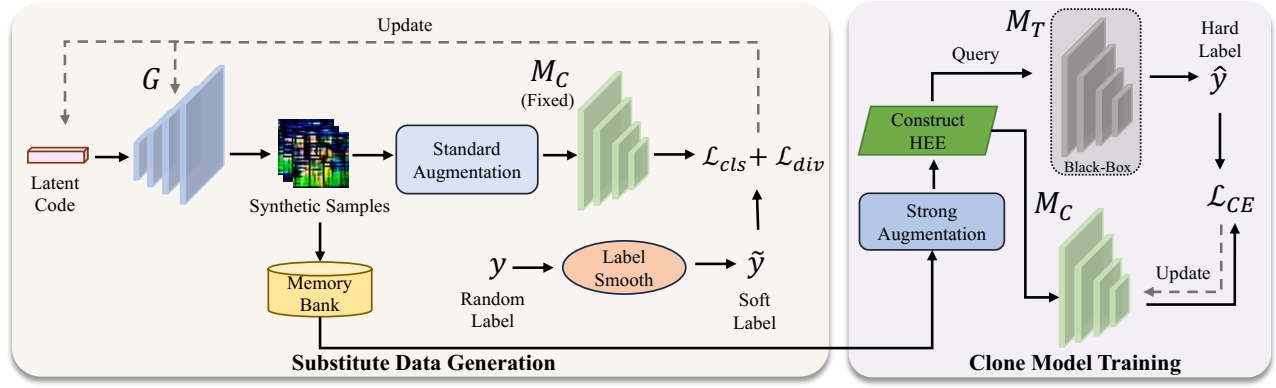 Update
G
M_C
(Fixed)
Latent
Code
Synthetic Samples
Standard
Augmentation
ℒ_cls + ℒ_div
Memory
Bank
y
Random
Label
Label
Smooth
ỹ
Soft
Label
Substitute Data Generation
M_T
Query
Black-Box
Hard
Label
ŷ
Construct
HEE
Strong
Augmentation
M_C
ℒ_CE
Update
Clone Model Training